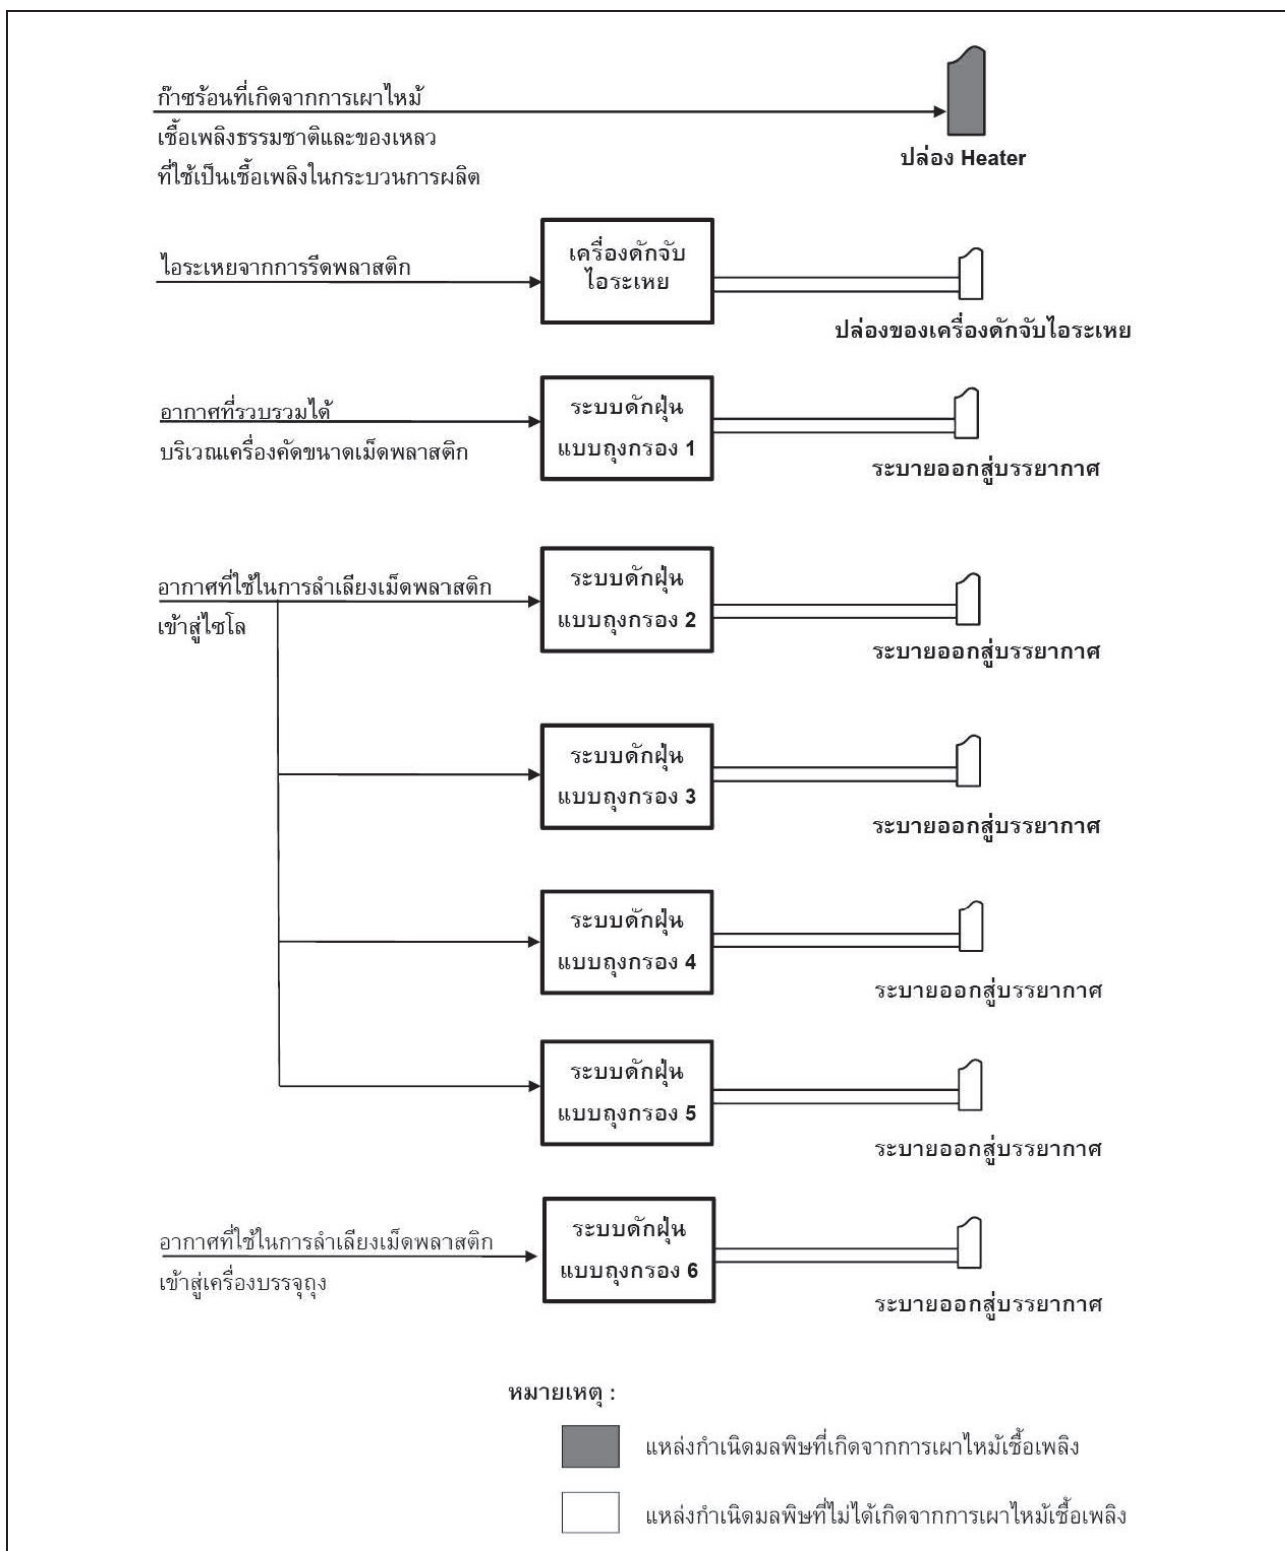 ก๊าซร้อนที่เกิดจากการเผาไหม้
เชื้อเพลิงธรรมชาติและของเหลว
ที่ใช้เป็นเชื้อเพลิงในกระบวนการผลิต
ปล่อง Heater
ไอระเหยจากการรีดพลาสติก
เครื่องดักจับ
ไอระเหย
ปล่องของเครื่องดักจับไอระเหย
อากาศที่รวบรวมได้
บริเวณเครื่องคัดขนาดเม็ดพลาสติก
ระบบดักฝุ่น
แบบถุงกรอง 1
ระบายออกสู่บรรยากาศ
อากาศที่ใช้ในการลำเลียงเม็ดพลาสติก
เข้าสู่ไซโล
ระบบดักฝุ่น
แบบถุงกรอง 2
ระบายออกสู่บรรยากาศ
ระบบดักฝุ่น
แบบถุงกรอง 3
ระบายออกสู่บรรยากาศ
ระบบดักฝุ่น
แบบถุงกรอง 4
ระบายออกสู่บรรยากาศ
ระบบดักฝุ่น
แบบถุงกรอง 5
ระบายออกสู่บรรยากาศ
อากาศที่ใช้ในการลำเลียงเม็ดพลาสติก
เข้าสู่เครื่องบรรจุถุง
ระบบดักฝุ่น
แบบถุงกรอง 6
ระบายออกสู่บรรยากาศ
หมายเหตุ :
แหล่งกำเนิดมลพิษที่เกิดจากการเผาไหม้เชื้อเพลิง
แหล่งกำเนิดมลพิษที่ไม่ได้เกิดจากการเผาไหม้เชื้อเพลิง